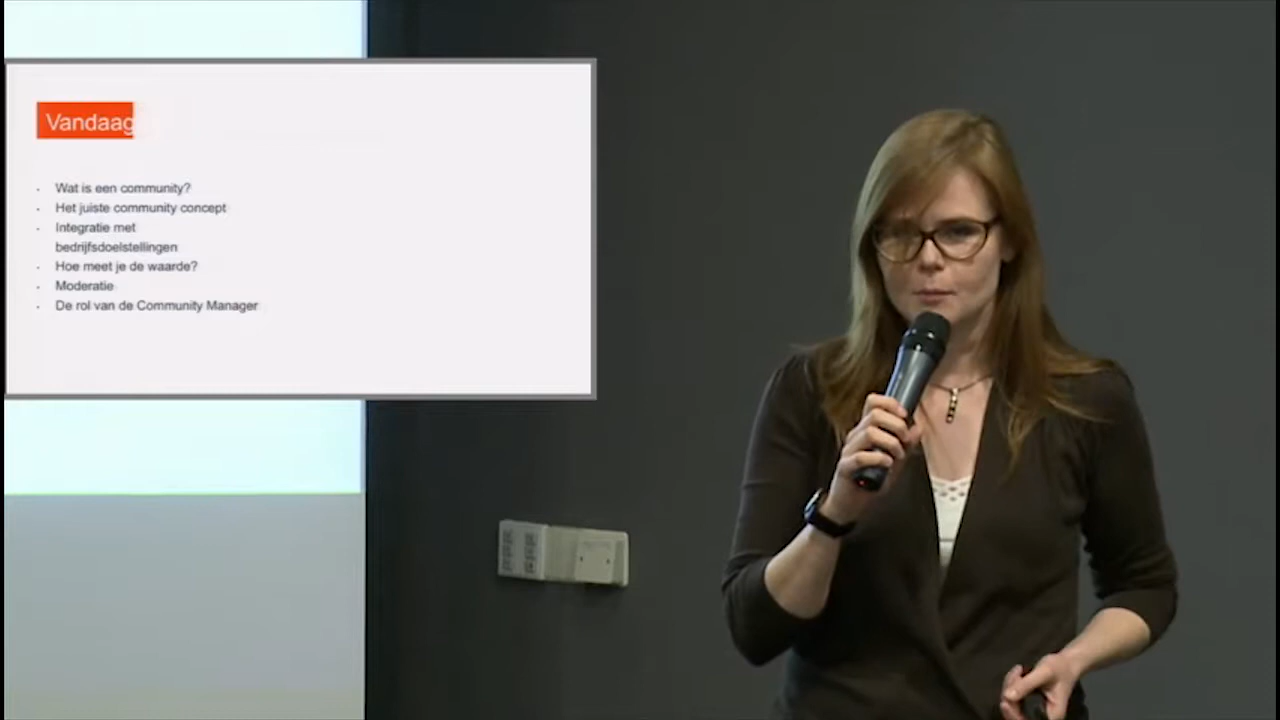 Vandaag
Wat is een community?
Het juiste community concept
Integratie met
bedrijfsdoelstellingen
Hoe meet je de waarde?
Moderatie
De rol van de Community Manager